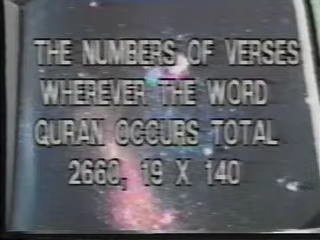 THE NUMBERS OF VERSES
WHEREVER THE WORD
QURAN OCCURS TOTAL
2660, 19 X 140